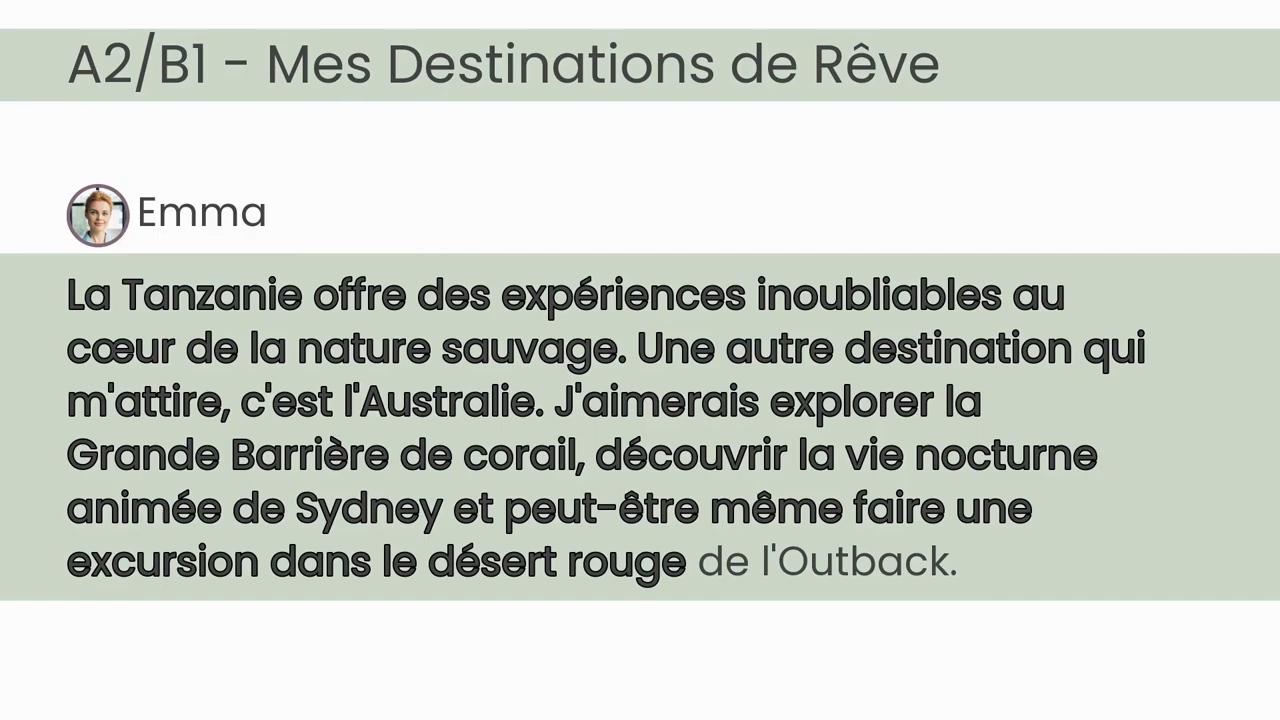 A2/B1 - Mes Destinations de Rêve
Emma
La Tanzanie offre des expériences inoubliables au
cœur de la nature sauvage. Une autre destination qui
m'attire, c'est l'Australie. J'aimerais explorer la
Grande Barrière de corail, découvrir la vie nocturne
animée de Sydney et peut-être même faire une
excursion dans le désert rouge de l'Outback.